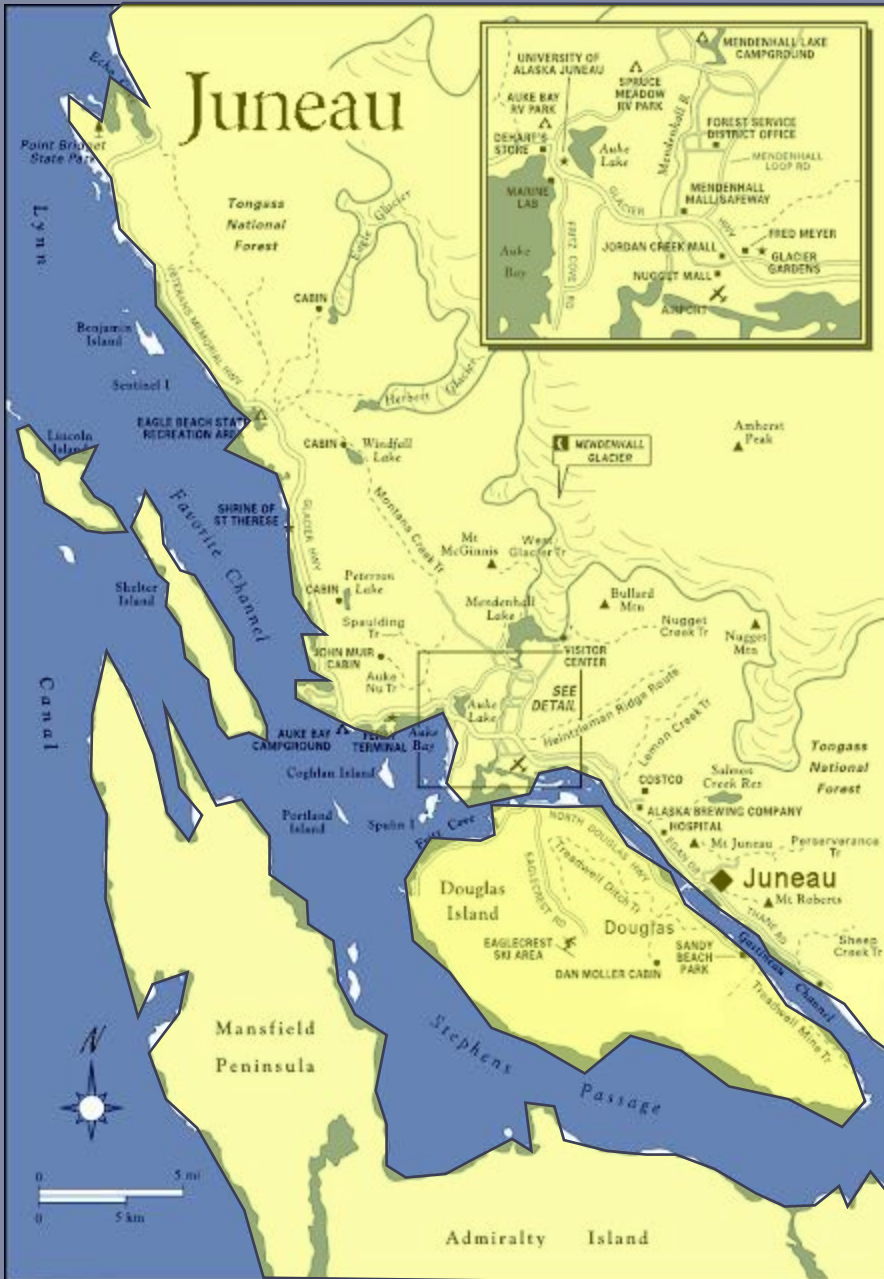 Juneau
Echo
Point Bridget
State Park
Lynn
Canal
Tongass
National
Forest
Eagle Glacier
CABIN
VETERANS MEMORIAL HWY
Benjamin
Island
Sentinel I
Herbert Glacier
EAGLE BEACH STATE
RECREATION AREA
Lincoln
Island
CABIN
Windfall
Lake
Favorite Channel
SHRINE OF
ST THERESE
GLACIER HWY
Montana Creek Tr
Mt
McGinnis
West
Glacier Tr
MENDENHALL
GLACIER
Amherst
Peak
Shelter
Island
CABIN
Peterson
Lake
Spaulding
Tr
Mendenhall
Lake
Bullard
Mtn
Nugget
Creek Tr
Nugget
Mtn
JOHN MUIR
CABIN
Auke
Nu Tr
VISITOR
CENTER
SEE
DETAIL
Auke
Lake
Heintzleman Ridge Route
Lemon Creek Tr
AUKE BAY
CAMPGROUND
FERRY
TERMINAL
Auke
Bay
Coghlan Island
Portland
Island
Spuhn I
Fritz Cove
COSTCO
Salmon
Creek Res
Tongass
National
Forest
ALASKA BREWING COMPANY
HOSPITAL
Mt Juneau
Perserverance
Tr
EGAN DR
NORTH DOUGLAS HWY
Treadwell Ditch Tr
EAGLECREST RD
Juneau
Mt Roberts
THANE RD
Douglas
Island
Douglas
EAGLECREST
SKI AREA
DAN MOLLER CABIN
SANDY
BEACH
PARK
Gastineau Channel
Sheep
Creek Tr
Treadwell Mine Tr
Mansfield
Peninsula
Stephens Passage
N
0 5 mi
0 5 km
Admiralty Island
UNIVERSITY OF
ALASKA JUNEAU
MENDENHALL LAKE
CAMPGROUND
SPRUCE
MEADOW
RV PARK
AUKE BAY
RV PARK
DEHART'S
STORE
Auke
Lake
Mendenhall R
FOREST SERVICE
DISTRICT OFFICE
MENDENHALL
LOOP RD
MARINE
LAB
GLACIER HWY
MENDENHALL
MALL/SAFEWAY
FRITZ COVE RD
Auke
Bay
JORDAN CREEK MALL
FRED MEYER
GLACIER
GARDENS
NUGGET MALL
AIRPORT